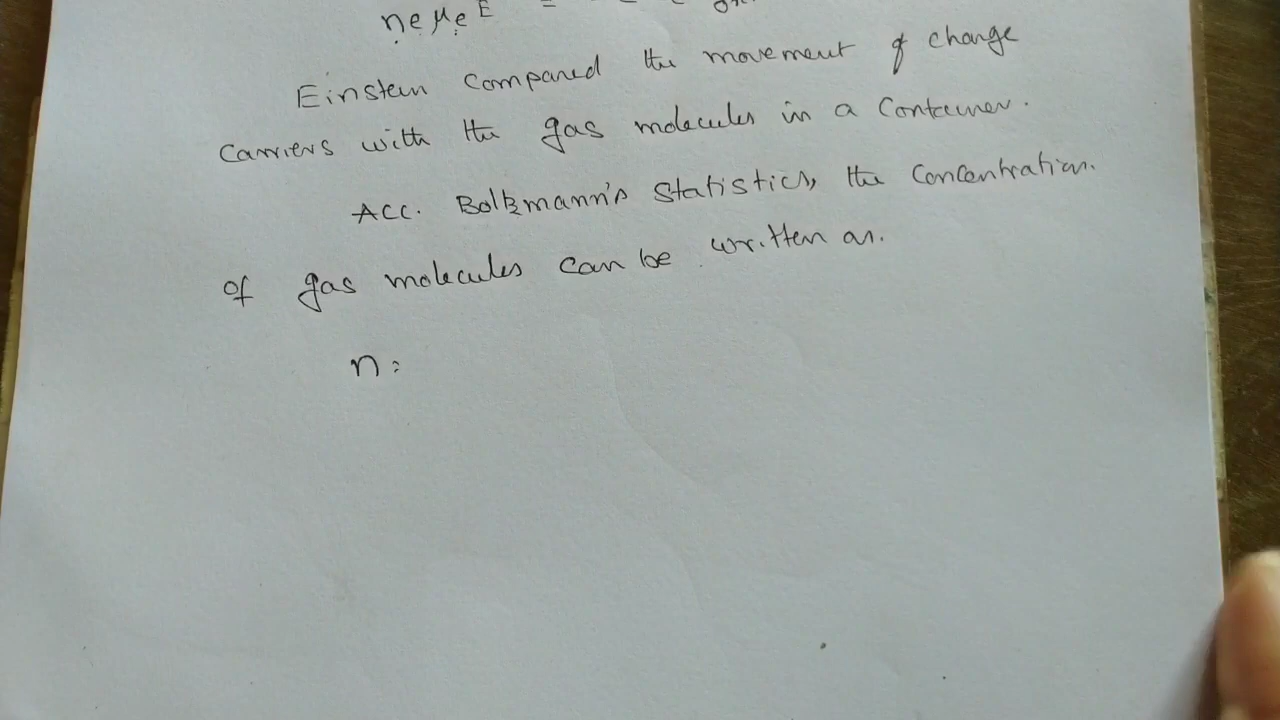 neμeE =
Einstein Compared the movement of charge
Carriers with the gas molecules in a Container.
Acc. Boltzmann's Statistics, the Concentration.
of gas molecules can be written as.
n =